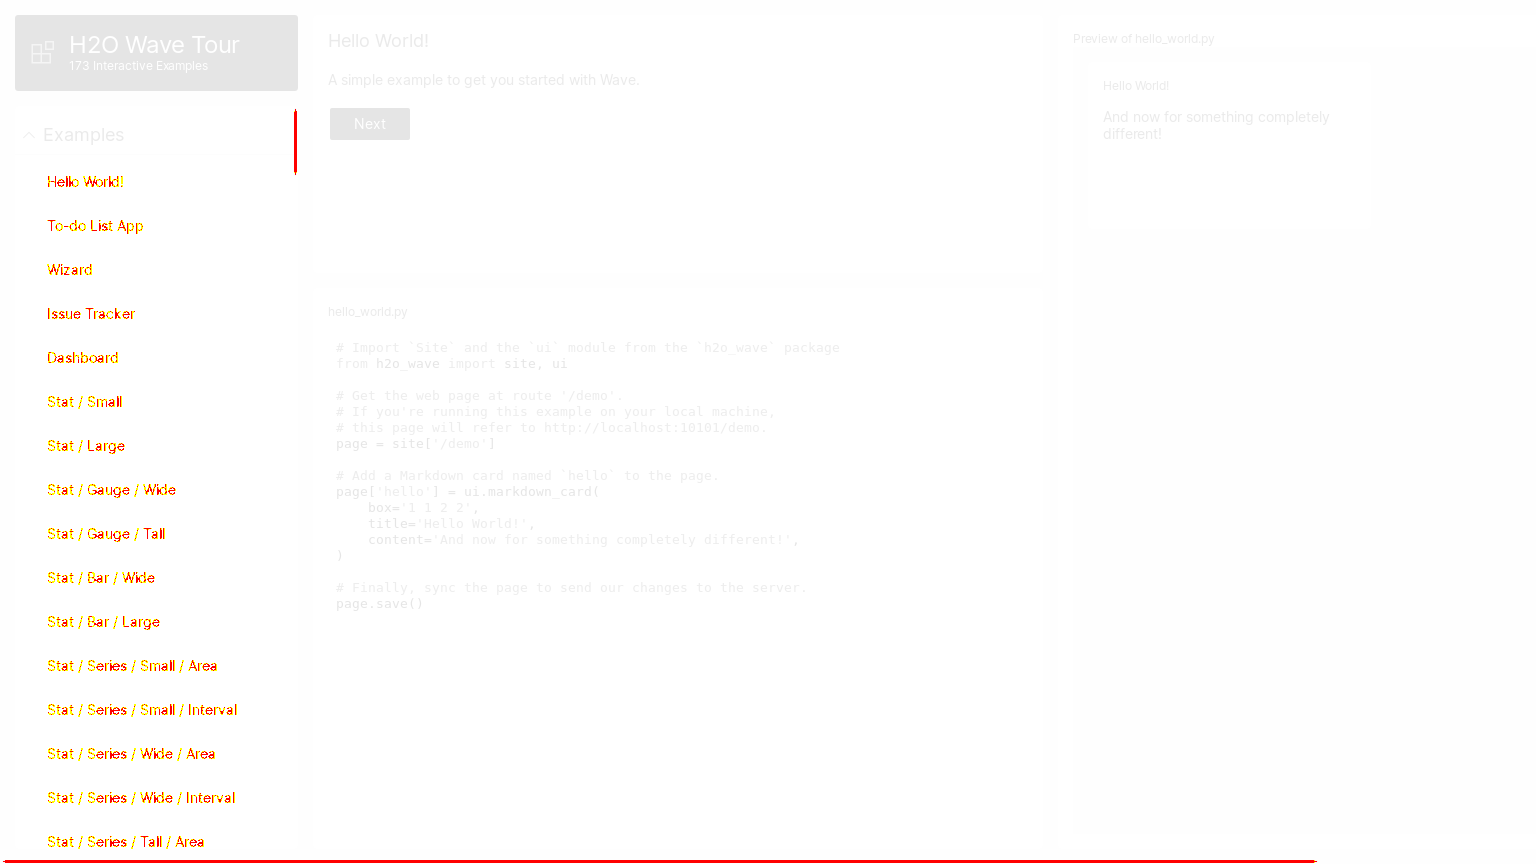 H2O Wave Tour
173 Interactive Examples
Examples
Hello World!
To-do List App
Wizard
Issue Tracker
Dashboard
Stat / Small
Stat / Large
Stat / Gauge / Wide
Stat / Gauge / Tall
Stat / Bar / Wide
Stat / Bar / Large
Stat / Series / Small / Area
Stat / Series / Small / Interval
Stat / Series / Wide / Area
Stat / Series / Wide / Interval
Stat / Series / Tall / Area
Hello World!
A simple example to get you started with Wave.
Next
hello_world.py
# Import `Site` and the `ui` module from the `h2o_wave` package
from h2o_wave import site, ui
# Get the web page at route '/demo'.
# If you're running this example on your local machine,
# this page will refer to http://localhost:10101/demo.
page = site['/demo']
# Add a Markdown card named `hello` to the page.
page['hello'] = ui.markdown_card(
    box='1 1 2 2',
    title='Hello World!',
    content='And now for something completely different!',
)
# Finally, sync the page to send our changes to the server.
page.save()
Preview of hello_world.py
Hello World!
And now for something completely
different!